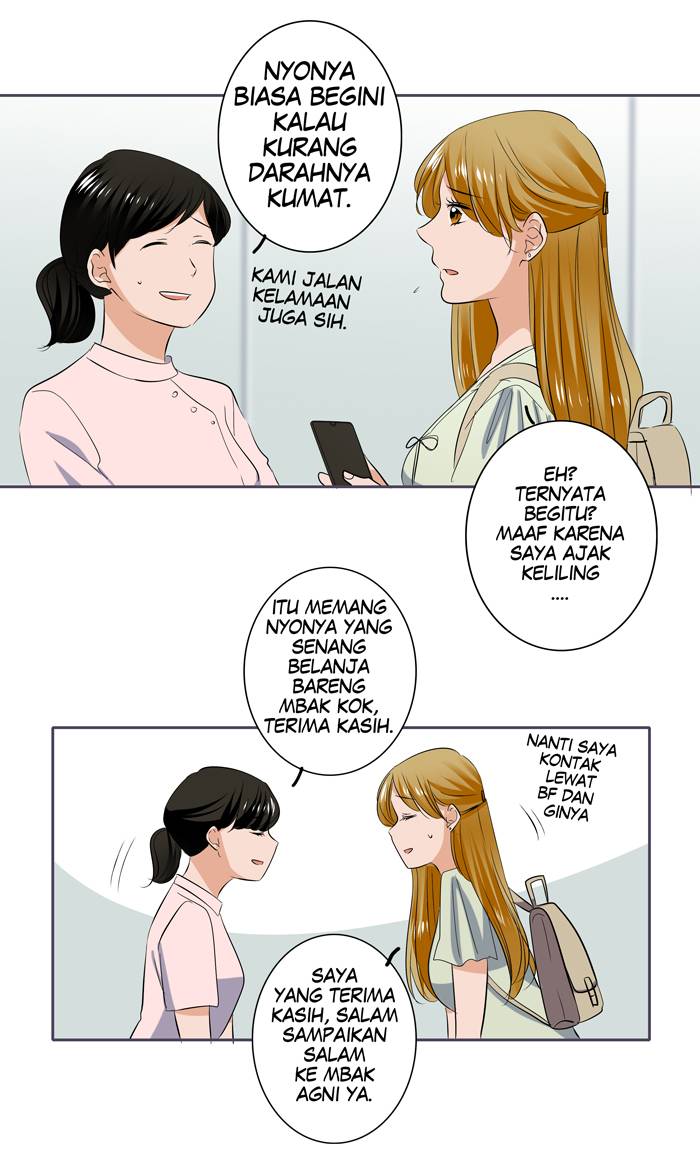 NYONYA
BIASA BEGINI
KALAU
KURANG
DARAHNYA
KUMAT.
KAMI JALAN
KELAMAAN
JUGA SIH.
EH?
TERNYATA
BEGITU?
MAAF KARENA
SAYA AJAK
KELILING
....
ITU MEMANG
NYONYA YANG
SENANG
BELANJA
BARENG
MBAK KOK,
TERIMA KASIH.
NANTI SAYA
KONTAK
LEWAT
BF DAN
GINYA
SAYA
YANG TERIMA
KASIH, SALAM
SAMPAIKAN
SALAM
KE MBAK
AGNI YA.